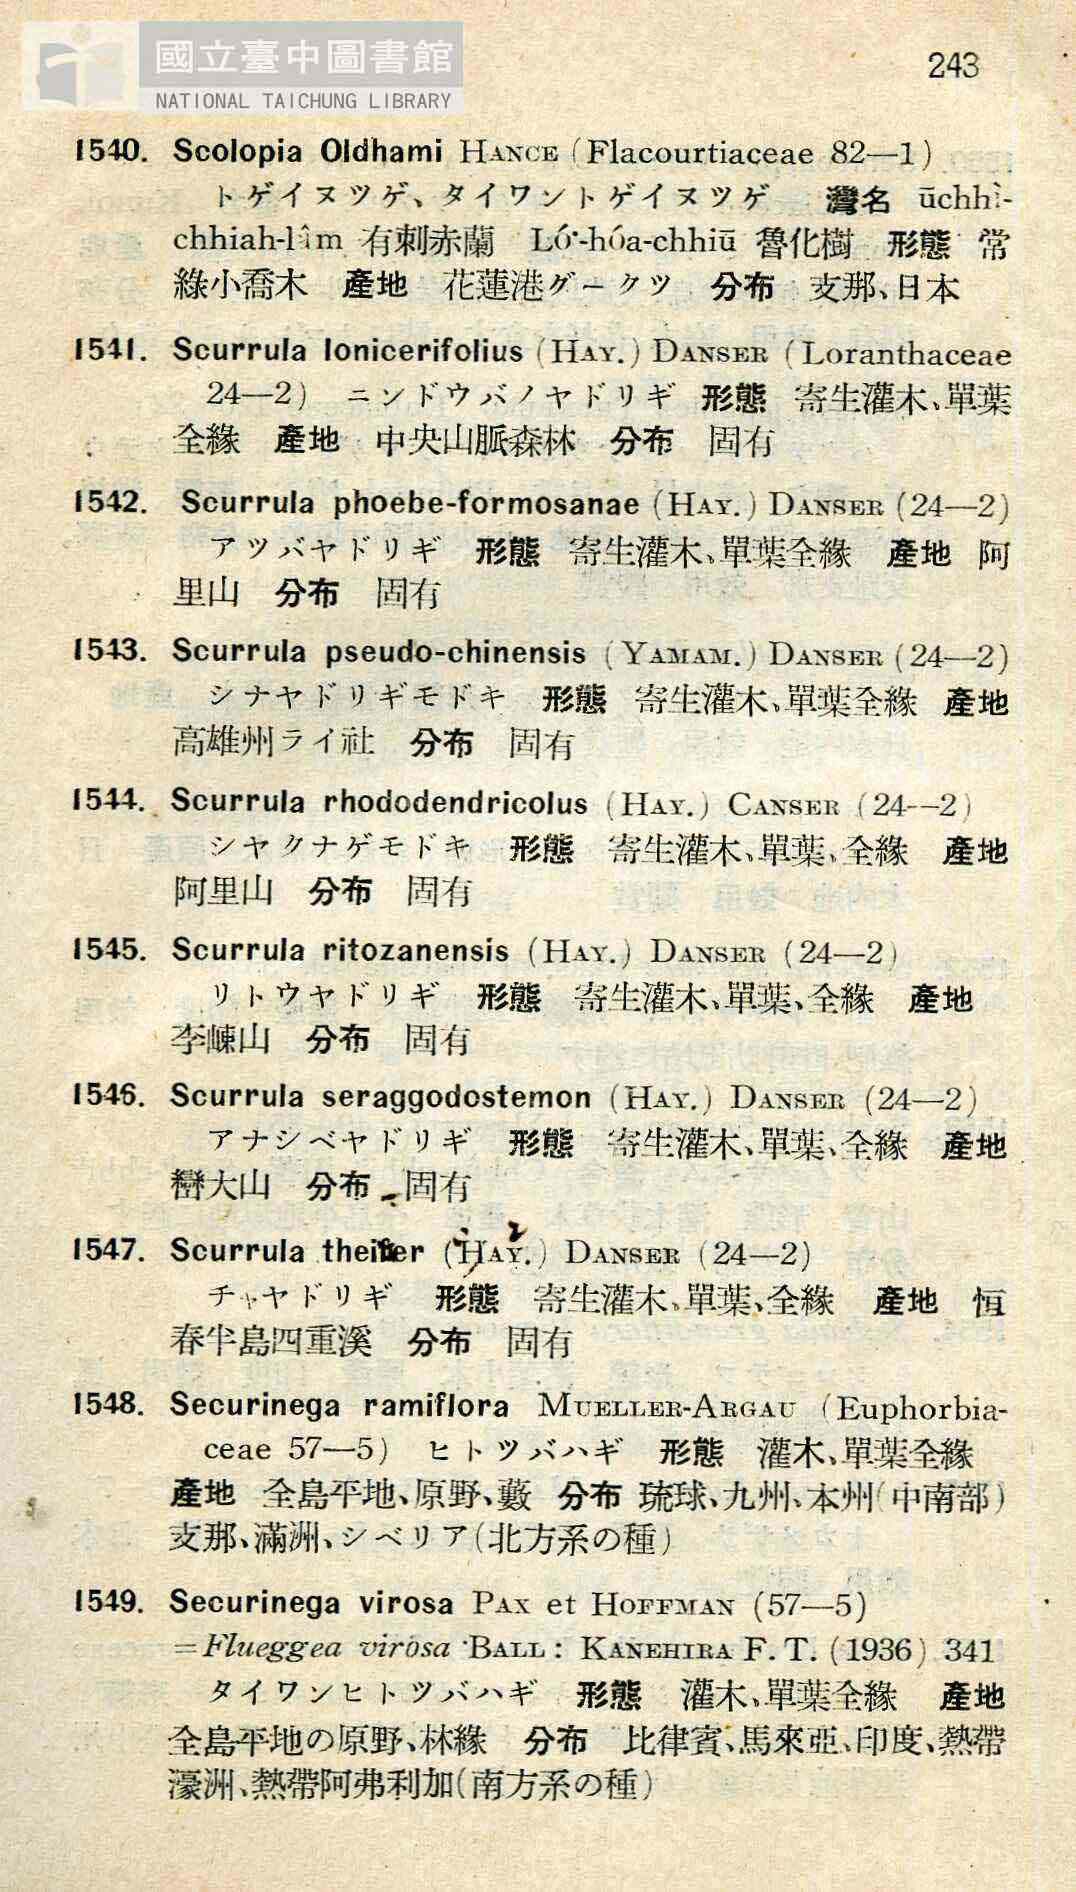 國立臺中圖書館
NATIONAL TAICHUNG LIBRARY
243
1540. Scolopia Oldhami HANCE (Flacourtiaceae 82—1)
トゲイヌツゲ、タイワントゲイヌツゲ 灣名 ūchhì-
chhiah-lâm 有刺赤蘭 Ló͘-hóa-chhiū 魯化樹 形態 常
綠小喬木 產地 花蓮港グークツ 分布 支那、日本
1541. Scurrula lonicerifolius (HAY.) DANSER (Loranthaceae
24—2) ニンドウバノヤドリギ 形態 寄生灌木、單葉
全緣 產地 中央山脈森林 分布 固有
1542. Scurrula phoebe-formosanae (HAY.) DANSER (24—2)
アツバヤドリギ 形態 寄生灌木、單葉全緣 產地 阿
里山 分布 固有
1543. Scurrula pseudo-chinensis (YAMAM.) DANSER (24—2)
シナヤドリギモドキ 形態 寄生灌木、單葉全緣 產地
高雄州ライ社 分布 固有
1544. Scurrula rhododendricolus (HAY.) CANSER (24--2)
シヤクナゲモドキ 形態 寄生灌木、單葉、全緣 產地
阿里山 分布 固有
1545. Scurrula ritozanensis (HAY.) DANSER (24—2)
リトウヤドリギ 形態 寄生灌木、單葉、全緣 產地
李崠山 分布 固有
1546. Scurrula seraggodostemon (HAY.) DANSER (24—2)
アナシベヤドリギ 形態 寄生灌木、單葉、全緣 產地
巒大山 分布 固有
1547. Scurrula theifer (HAY.) DANSER (24—2)
チャヤドリギ 形態 寄生灌木、單葉、全緣 產地 恒
春半島四重溪 分布 固有
1548. Securinega ramiflora MUELLER-ARGAU (Euphorbia-
ceae 57—5) ヒトツバハギ 形態 灌木、單葉全緣
產地 全島平地、原野、藪 分布 琉球、九州、本州(中南部)
支那、滿洲、シベリア(北方系の種)
1549. Securinega virosa PAX et HOFFMAN (57—5)
=Flueggea virosa BALL: KANEHIRA F. T. (1936) 341
タイワンヒトツバハギ 形態 灌木、單葉全緣 產地
全島平地の原野、林緣 分布 比律賓、馬來亞、印度、熱帶
濠洲、熱帶阿弗利加(南方系の種)